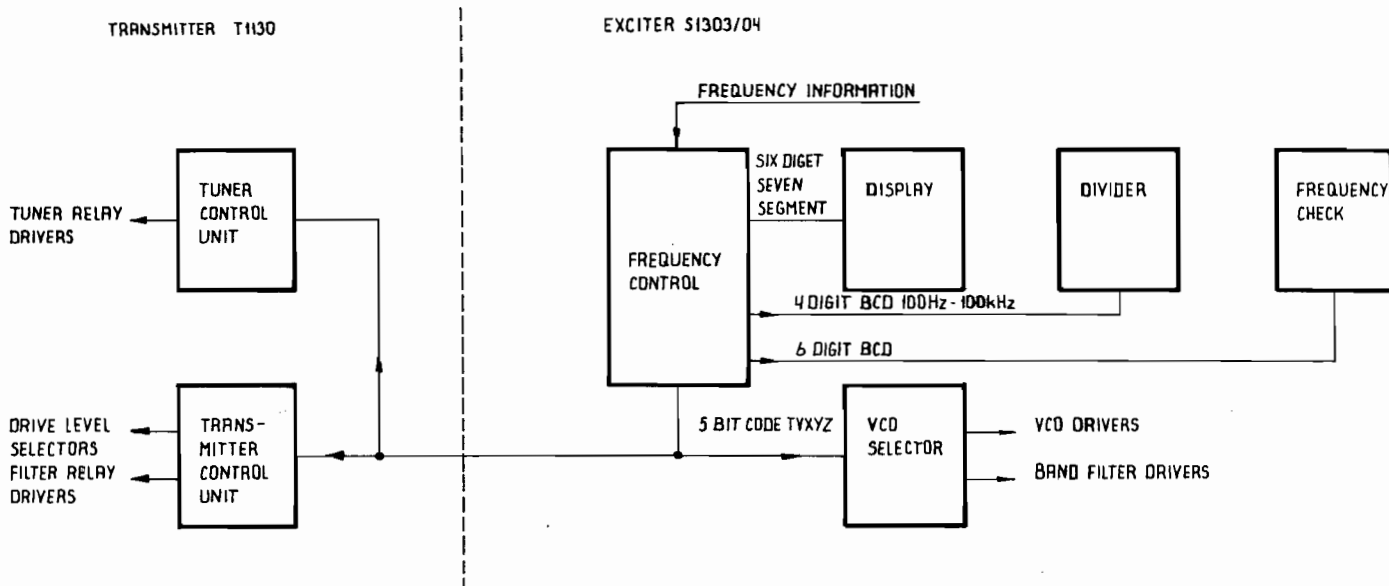 TRANSMITTER T1130
EXCITER S1303/04
FREQUENCY INFORMATION
TUNER
CONTROL
UNIT
TUNER RELAY
DRIVERS
FREQUENCY
CONTROL
SIX DIGET
SEVEN
SEGMENT
DISPLAY
DIVIDER
FREQUENCY
CHECK
4 DIGIT BCD 100Hz-100kHz
6 DIGIT BCD
DRIVE LEVEL
SELECTORS
FILTER RELAY
DRIVERS
TRANS-
MITTER
CONTROL
UNIT
5 BIT CODE TVXYZ
VCO
SELECTOR
VCO DRIVERS
BAND FILTER DRIVERS